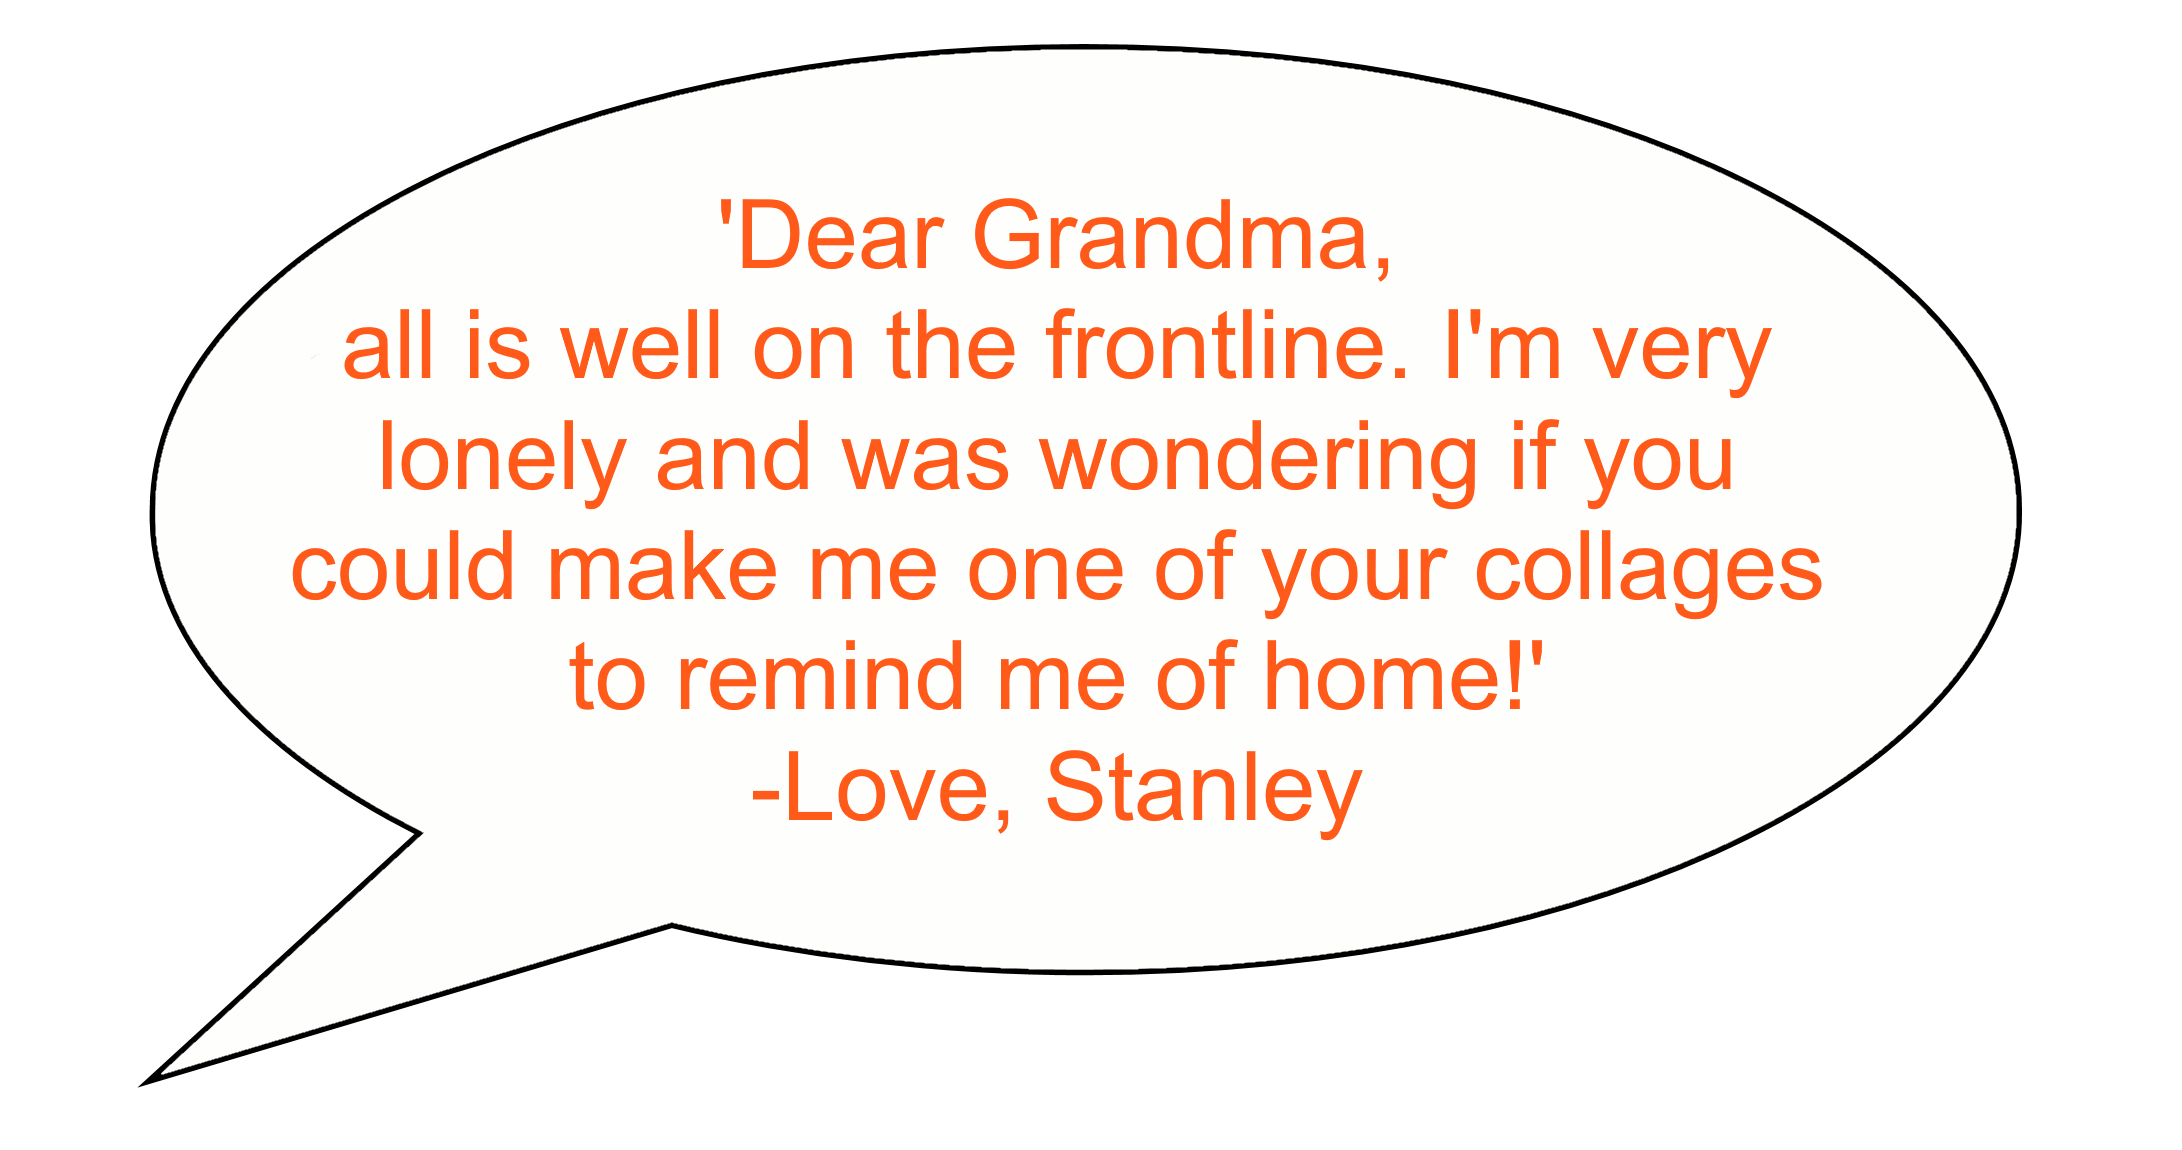 'Dear Grandma,
all is well on the frontline. I'm very
lonely and was wondering if you
could make me one of your collages
to remind me of home!'
-Love, Stanley